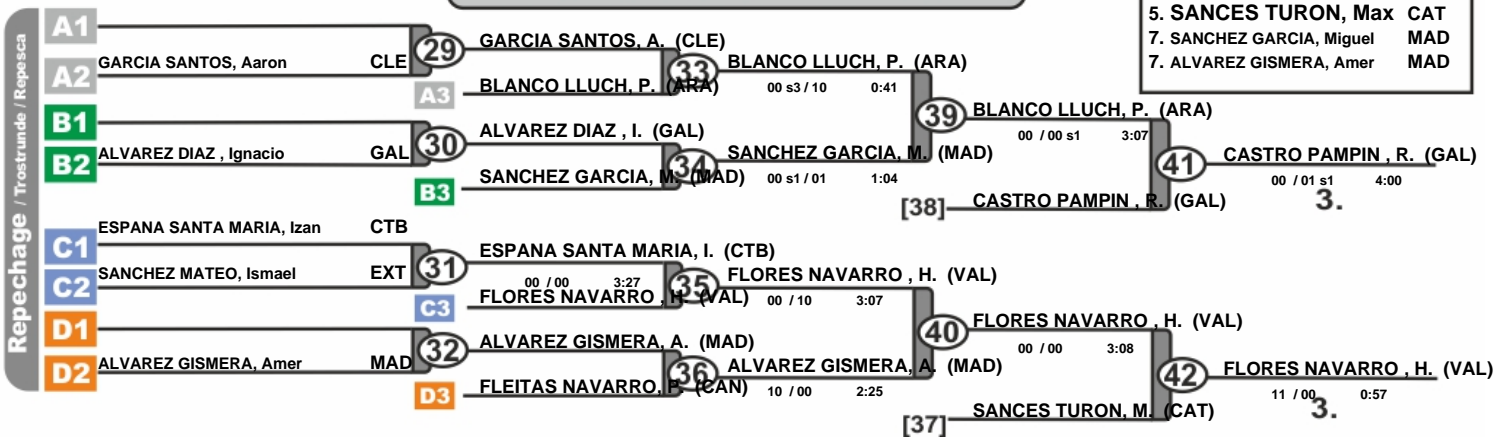 5. SANCES TURON, Max CAT
7. SANCHEZ GARCIA, Miguel MAD
7. ALVAREZ GISMERA, Amer MAD
Repechage / Trostrunde / Repesca
A1
A2 GARCIA SANTOS, Aaron CLE
29
GARCIA SANTOS, A. (CLE)
A3 BLANCO LLUCH, P. (ARA)
33
BLANCO LLUCH, P. (ARA)
00 s3 / 10 0:41
B1
B2 ALVAREZ DIAZ , Ignacio GAL
30
ALVAREZ DIAZ , I. (GAL)
B3 SANCHEZ GARCIA, M. (MAD)
34
SANCHEZ GARCIA, M. (MAD)
00 s1 / 01 1:04
39
BLANCO LLUCH, P. (ARA)
00 / 00 s1 3:07
[38] CASTRO PAMPIN , R. (GAL)
41
CASTRO PAMPIN , R. (GAL)
00 / 01 s1 4:00
3.
C1 ESPANA SANTA MARIA, Izan CTB
C2 SANCHEZ MATEO, Ismael EXT
31
ESPANA SANTA MARIA, I. (CTB)
00 / 00 3:27
C3 FLORES NAVARRO , H. (VAL)
35
FLORES NAVARRO , H. (VAL)
00 / 10 3:07
D1
D2 ALVAREZ GISMERA, Amer MAD
32
ALVAREZ GISMERA, A. (MAD)
D3 FLEITAS NAVARRO, P. (CAN)
36
ALVAREZ GISMERA, A. (MAD)
10 / 00 2:25
40
FLORES NAVARRO , H. (VAL)
00 / 00 3:08
[37] SANCES TURON, M. (CAT)
42
FLORES NAVARRO , H. (VAL)
11 / 00 0:57
3.